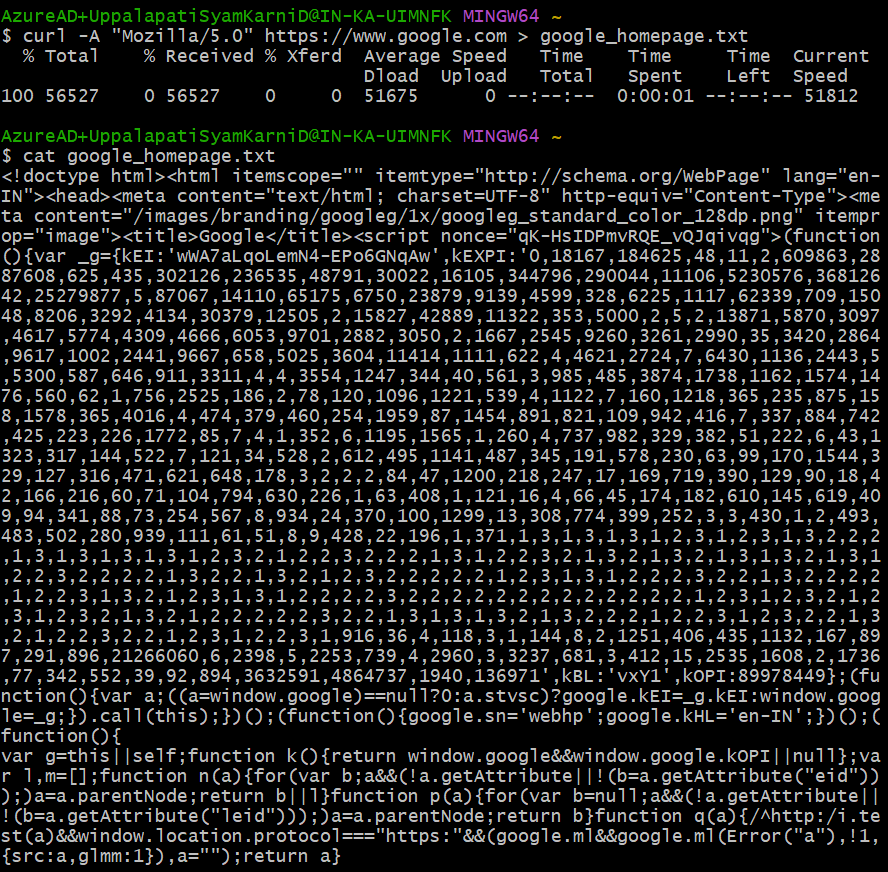 AzureAD+UppalapatiSyamKarniD@IN-KA-UIMNFK MINGW64 ~
$ curl -A "Mozilla/5.0" https://www.google.com > google_homepage.txt
  % Total    % Received % Xferd  Average Speed   Time    Time     Time  Current
                                 Dload  Upload   Total   Spent    Left  Speed
100 56527    0 56527    0     0  51675      0 --:--:--  0:00:01 --:--:-- 51812
AzureAD+UppalapatiSyamKarniD@IN-KA-UIMNFK MINGW64 ~
$ cat google_homepage.txt
<!doctype html><html itemscope="" itemtype="http://schema.org/WebPage" lang="en-
IN"><head><meta content="text/html; charset=UTF-8" http-equiv="Content-Type"><me
ta content="/images/branding/googleg/1x/googleg_standard_color_128dp.png" itempr
op="image"><title>Google</title><script nonce="qK-HsIDPmvRQE_vQJqivqg">(function
(){var _g={kEI:'wWA7aLqoLemN4-EPo6GNqAw',kEXPI:'0,18167,184625,48,11,2,609863,28
87608,625,435,302126,236535,48791,30022,16105,344796,290044,11106,5230576,368126
42,25279877,5,87067,14110,65175,6750,23879,9139,4599,328,6225,1117,62339,709,150
48,8206,3292,4134,30379,12505,2,15827,42889,11322,353,5000,2,5,2,13871,5870,3097
,4617,5774,4309,4666,6053,9701,2882,3050,2,1667,2545,9260,3261,2990,35,3420,2864
,9617,1002,2441,9667,658,5025,3604,11414,1111,622,4,4621,2724,7,6430,1136,2443,5
,5300,587,646,911,3311,4,4,3554,1247,344,40,561,3,985,485,3874,1738,1162,1574,14
76,560,62,1,756,2525,186,2,78,120,1096,1221,539,4,1122,7,160,1218,365,235,875,15
8,1578,365,4016,4,474,379,460,254,1959,87,1454,891,821,109,942,416,7,337,884,742
,425,223,226,1772,85,7,4,1,352,6,1195,1565,1,260,4,737,982,329,382,51,222,6,43,1
323,317,144,522,7,121,34,528,2,612,495,1141,487,345,191,578,230,63,99,170,1544,3
29,127,316,471,621,648,178,3,2,2,2,84,47,1200,218,247,17,169,719,390,129,90,18,4
2,166,216,60,71,104,794,630,226,1,63,408,1,121,16,4,66,45,174,182,610,145,619,40
9,94,341,88,73,254,567,8,934,24,370,100,1299,13,308,774,399,252,3,3,430,1,2,493,
483,502,280,939,111,61,51,8,9,428,22,196,1,371,1,3,1,3,1,3,1,2,3,1,2,3,1,3,2,2,2
,1,3,1,3,1,3,1,3,1,2,3,2,1,2,2,3,2,2,2,1,3,1,2,2,3,2,1,3,2,1,3,2,1,3,1,2,3,1,3,1
,2,2,3,2,2,2,2,1,3,2,2,1,3,2,1,2,3,2,2,2,2,2,1,2,3,1,3,1,2,2,2,3,2,2,1,3,2,2,2,2
,1,2,2,3,1,3,2,1,3,1,3,1,2,2,2,2,3,2,2,2,2,2,2,2,2,2,2,2,2,2,2,1,2,3,1,2,3,2,1,2
,3,1,2,3,2,1,3,2,1,2,2,2,2,2,3,2,2,1,3,1,3,1,3,2,1,3,2,2,2,1,2,2,3,1,2,3,2,2,1,3
,2,1,2,2,3,2,2,1,2,3,1,2,2,3,1,916,36,4,118,3,1,144,8,2,1251,406,435,1132,167,89
7,291,896,21266060,6,2398,5,2253,739,4,2960,3,3237,681,3,412,15,2535,1608,2,1736
,77,342,552,39,92,894,3632591,4864737,1940,136971',kBL:'vxY1',kOPI:89978449};(fu
nction(){var a;((a=window.google)==null?0:a.stvsc)?google.kEI=_g.kEI:window.goog
le=_g;}).call(this);})();(function(){google.sn='webhp';google.kHL='en-IN';})();(
function(){
var g=this||self;function k(){return window.google&&window.google.kOPI||null};va
r l,m=[];function n(a){for(var b;a&&(!a.getAttribute||!(b=a.getAttribute("eid"))
);)a=a.parentNode;return b||l}function p(a){for(var b=null;a&&(!a.getAttribute||
!(b=a.getAttribute("leid")));)a=a.parentNode;return b}function q(a){/^http:/i.te
st(a)&&window.location.protocol==="https:"&&(google.ml&&google.ml(Error("a"),!1,
{src:a,glmm:1}),a="");return a}